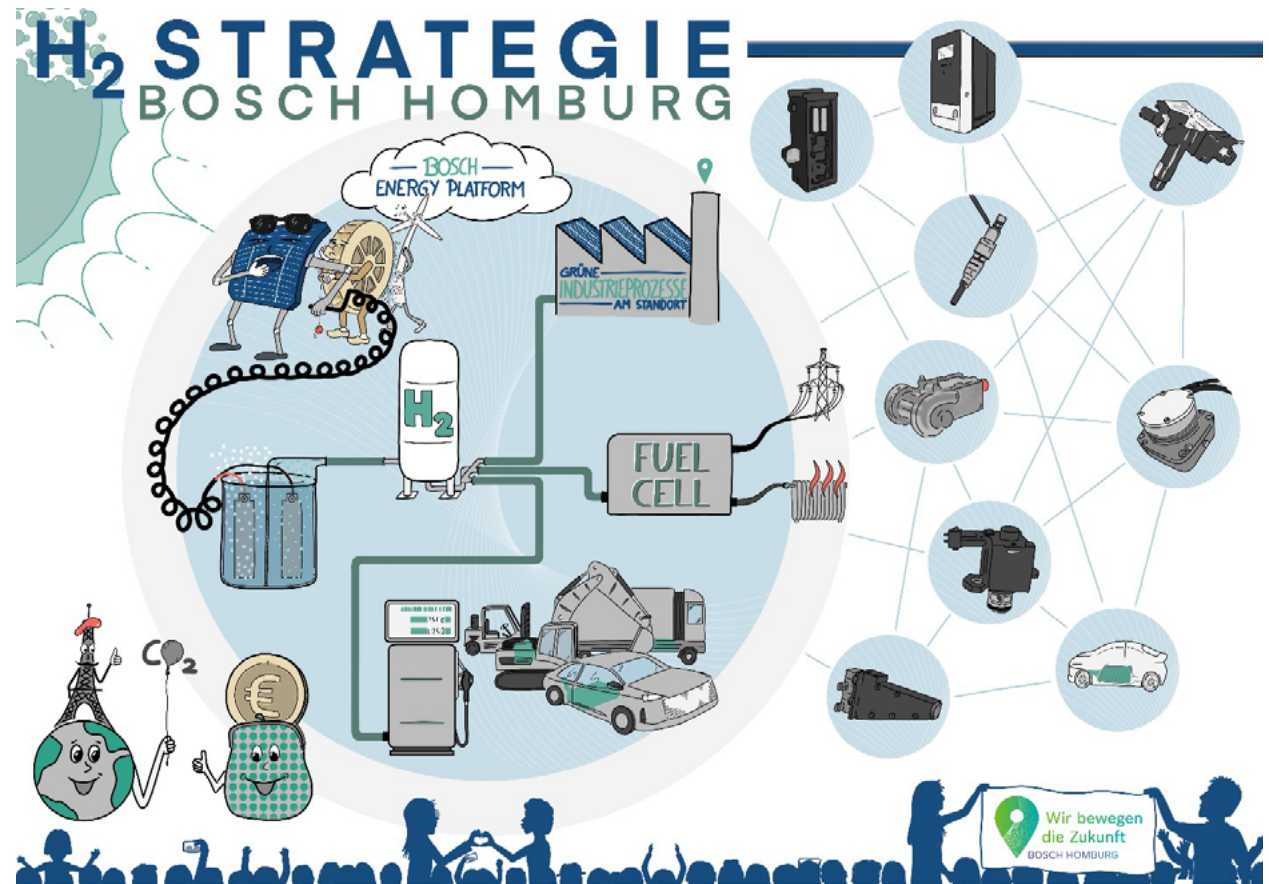 H₂ STRATEGIE
BOSCH HOMBURG
BOSCH
ENERGY PLATFORM
GRÜNE
INDUSTRIEPROZESSE
AM STANDORT
H₂
FUEL
CELL
CO₂
€
Wir bewegen
die Zukunft
BOSCH HOMBURG